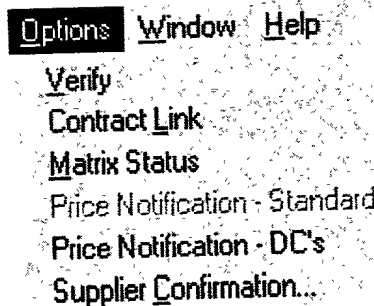 Options Window Help
Verify
Contract Link
Matrix Status
Price Notification - Standard
Price Notification - DC's
Supplier Confirmation...